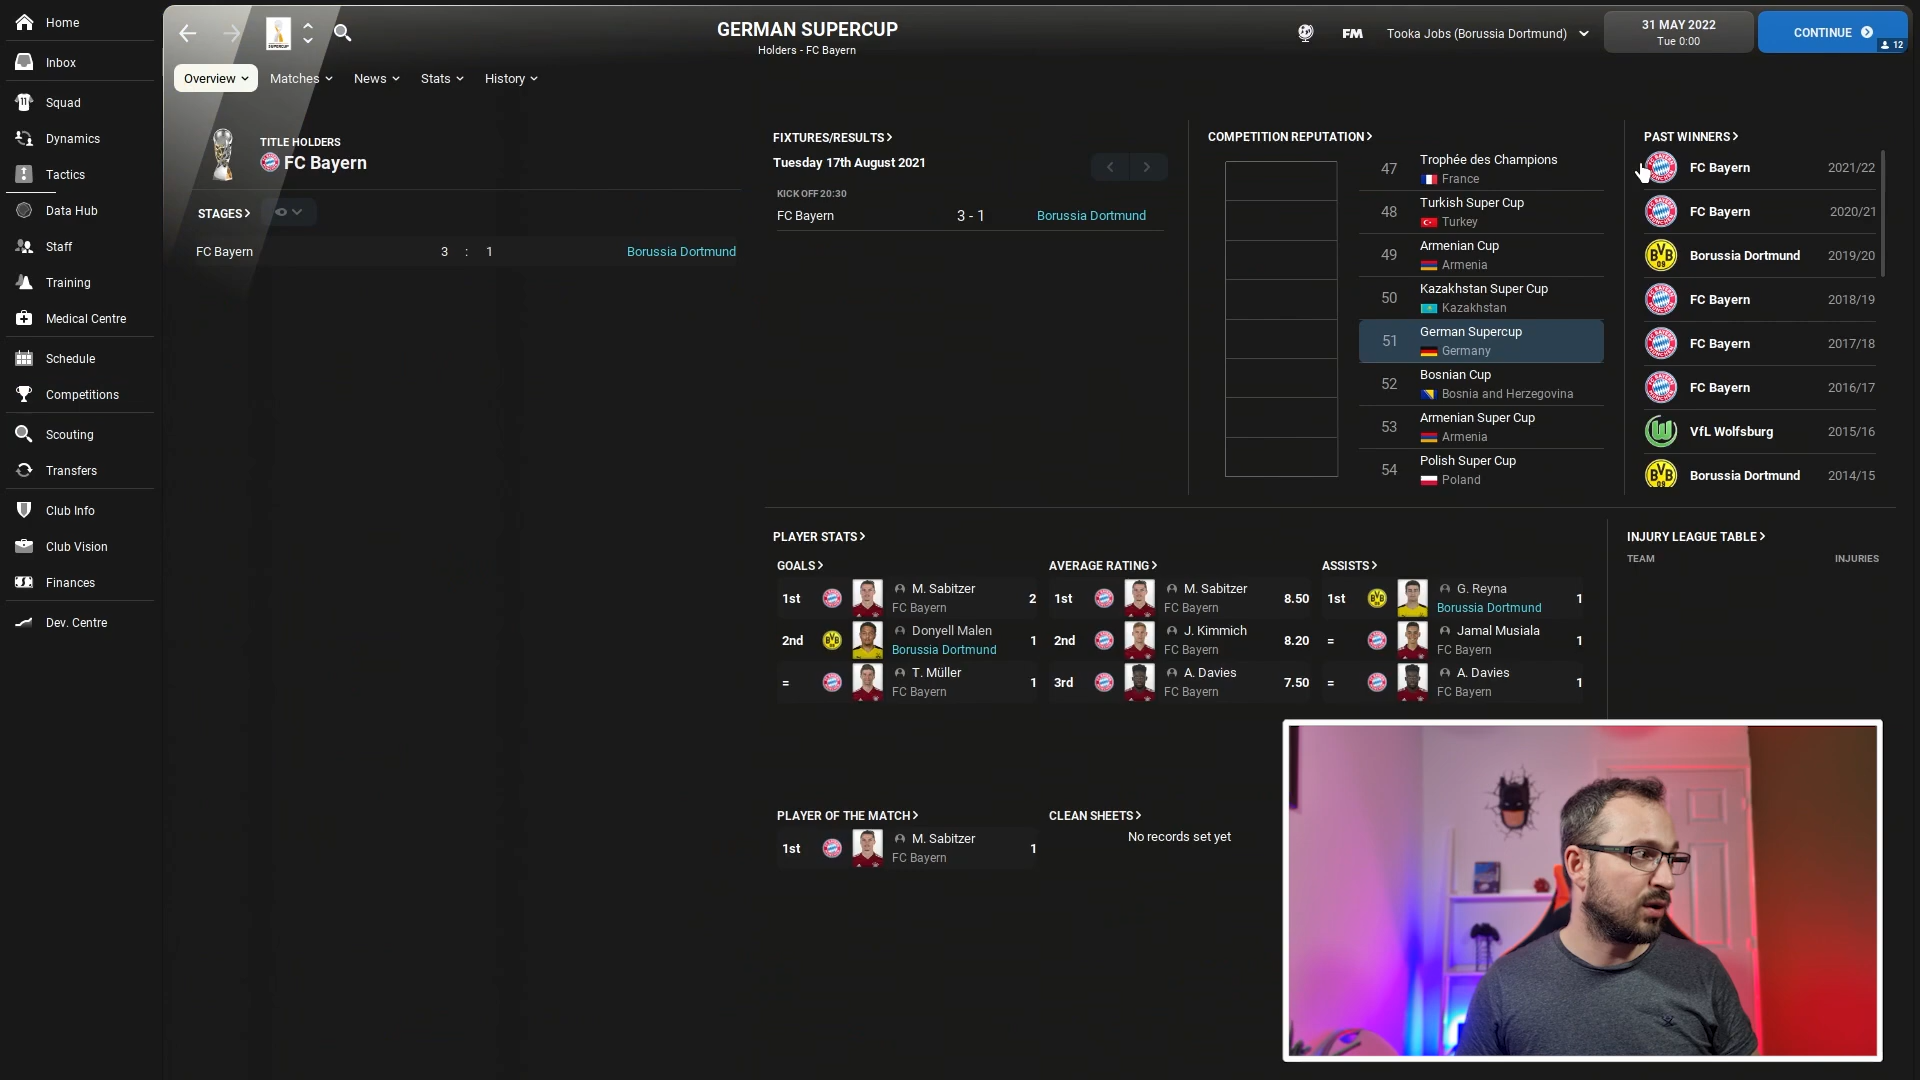 Home
Inbox
Squad
Dynamics
Tactics
Data Hub
Staff
Training
Medical Centre
Schedule
Competitions
Scouting
Transfers
Club Info
Club Vision
Finances
Dev. Centre
GERMAN SUPERCUP
Holders - FC Bayern
FM
Tooka Jobs (Borussia Dortmund)
31 MAY 2022
Tue 0:00
CONTINUE
12
Overview
Matches
News
Stats
History
TITLE HOLDERS
FC Bayern
STAGES
FC Bayern 3 : 1 Borussia Dortmund
FIXTURES/RESULTS
Tuesday 17th August 2021
KICK OFF 20:30
FC Bayern 3 - 1 Borussia Dortmund
COMPETITION REPUTATION
47 Trophée des Champions
France
48 Turkish Super Cup
Turkey
49 Armenian Cup
Armenia
50 Kazakhstan Super Cup
Kazakhstan
51 German Supercup
Germany
52 Bosnian Cup
Bosnia and Herzegovina
53 Armenian Super Cup
Armenia
54 Polish Super Cup
Poland
PAST WINNERS
FC Bayern 2021/22
FC Bayern 2020/21
Borussia Dortmund 2019/20
FC Bayern 2018/19
FC Bayern 2017/18
FC Bayern 2016/17
VfL Wolfsburg 2015/16
Borussia Dortmund 2014/15
PLAYER STATS
GOALS
1st M. Sabitzer 2
FC Bayern
2nd Donyell Malen 1
Borussia Dortmund
= T. Müller 1
FC Bayern
AVERAGE RATING
1st M. Sabitzer 8.50
FC Bayern
2nd J. Kimmich 8.20
FC Bayern
3rd A. Davies 7.50
FC Bayern
ASSISTS
1st G. Reyna 1
Borussia Dortmund
= Jamal Musiala 1
FC Bayern
= A. Davies 1
FC Bayern
INJURY LEAGUE TABLE
TEAM INJURIES
PLAYER OF THE MATCH
1st M. Sabitzer 1
FC Bayern
CLEAN SHEETS
No records set yet